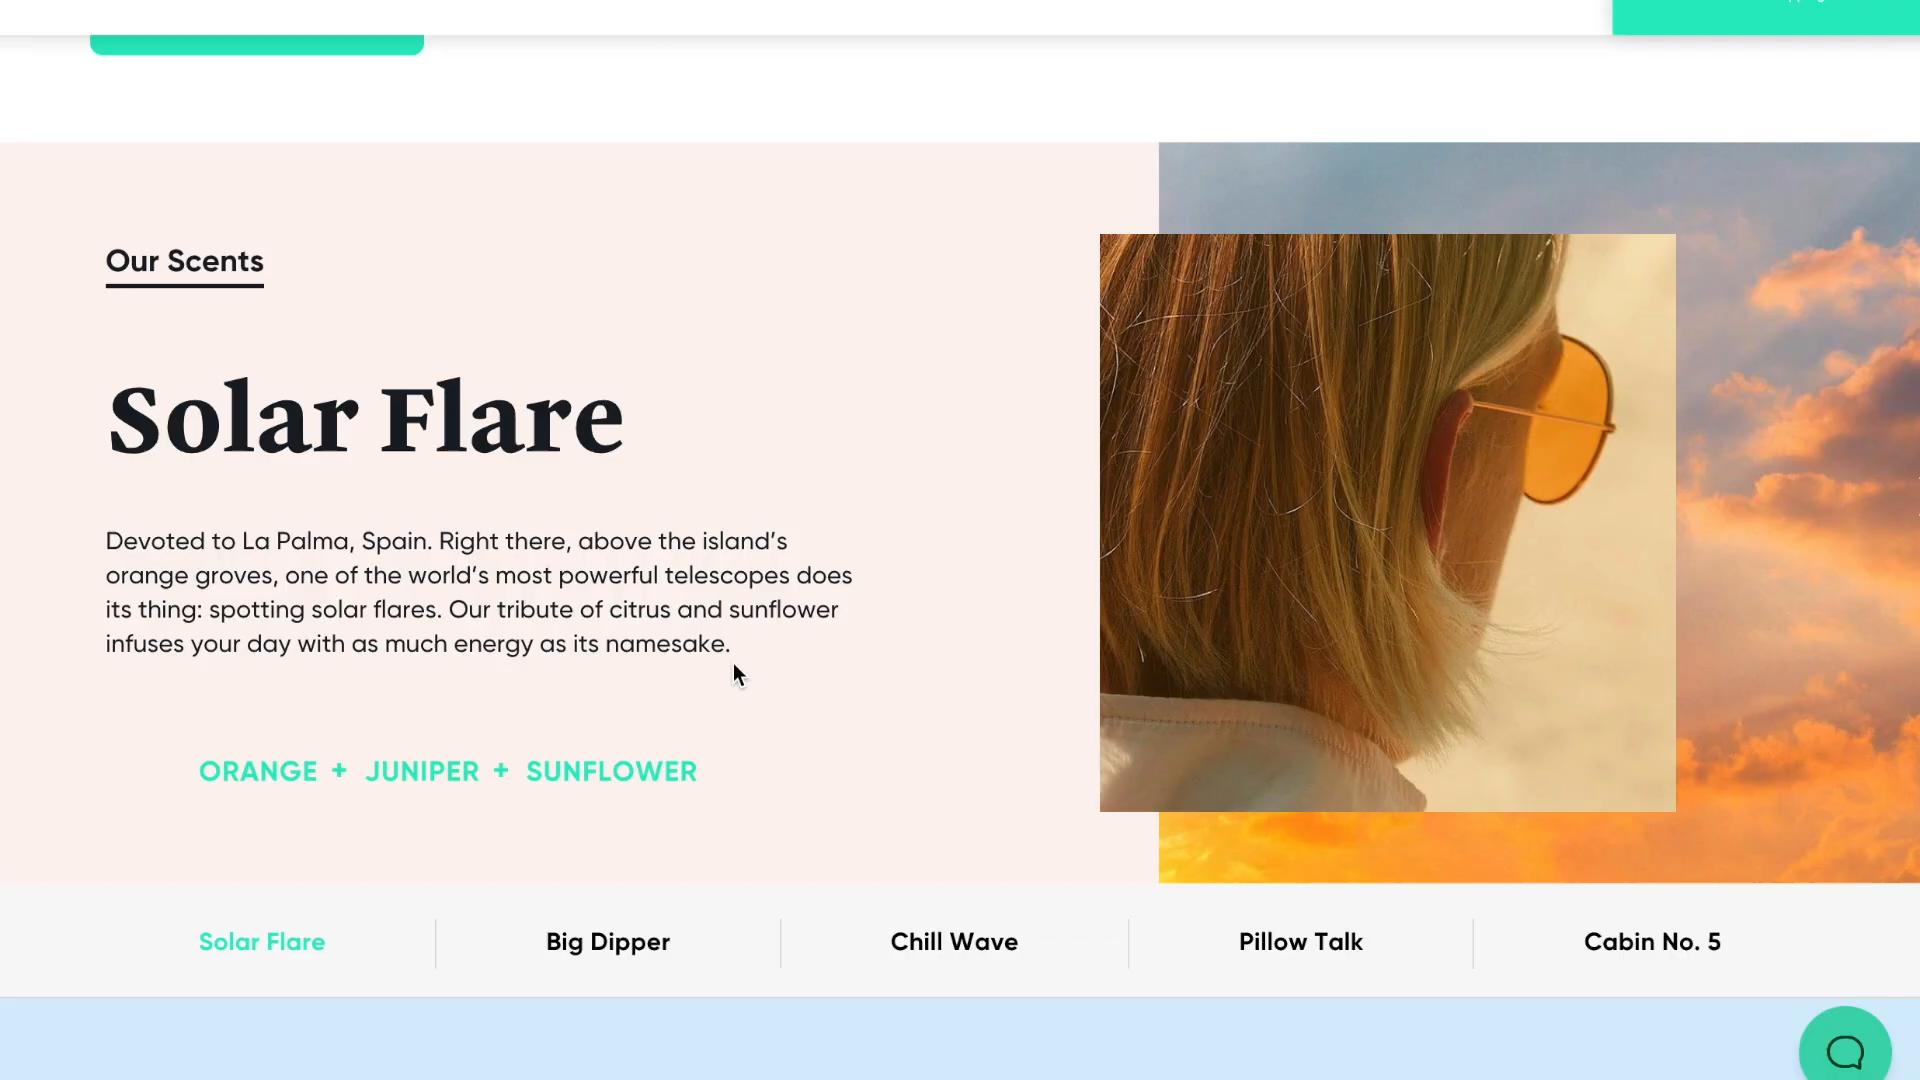 Our Scents
Solar Flare
Devoted to La Palma, Spain. Right there, above the island’s
orange groves, one of the world’s most powerful telescopes does
its thing: spotting solar flares. Our tribute of citrus and sunflower
infuses your day with as much energy as its namesake.
ORANGE + JUNIPER + SUNFLOWER
Solar Flare
Big Dipper
Chill Wave
Pillow Talk
Cabin No. 5